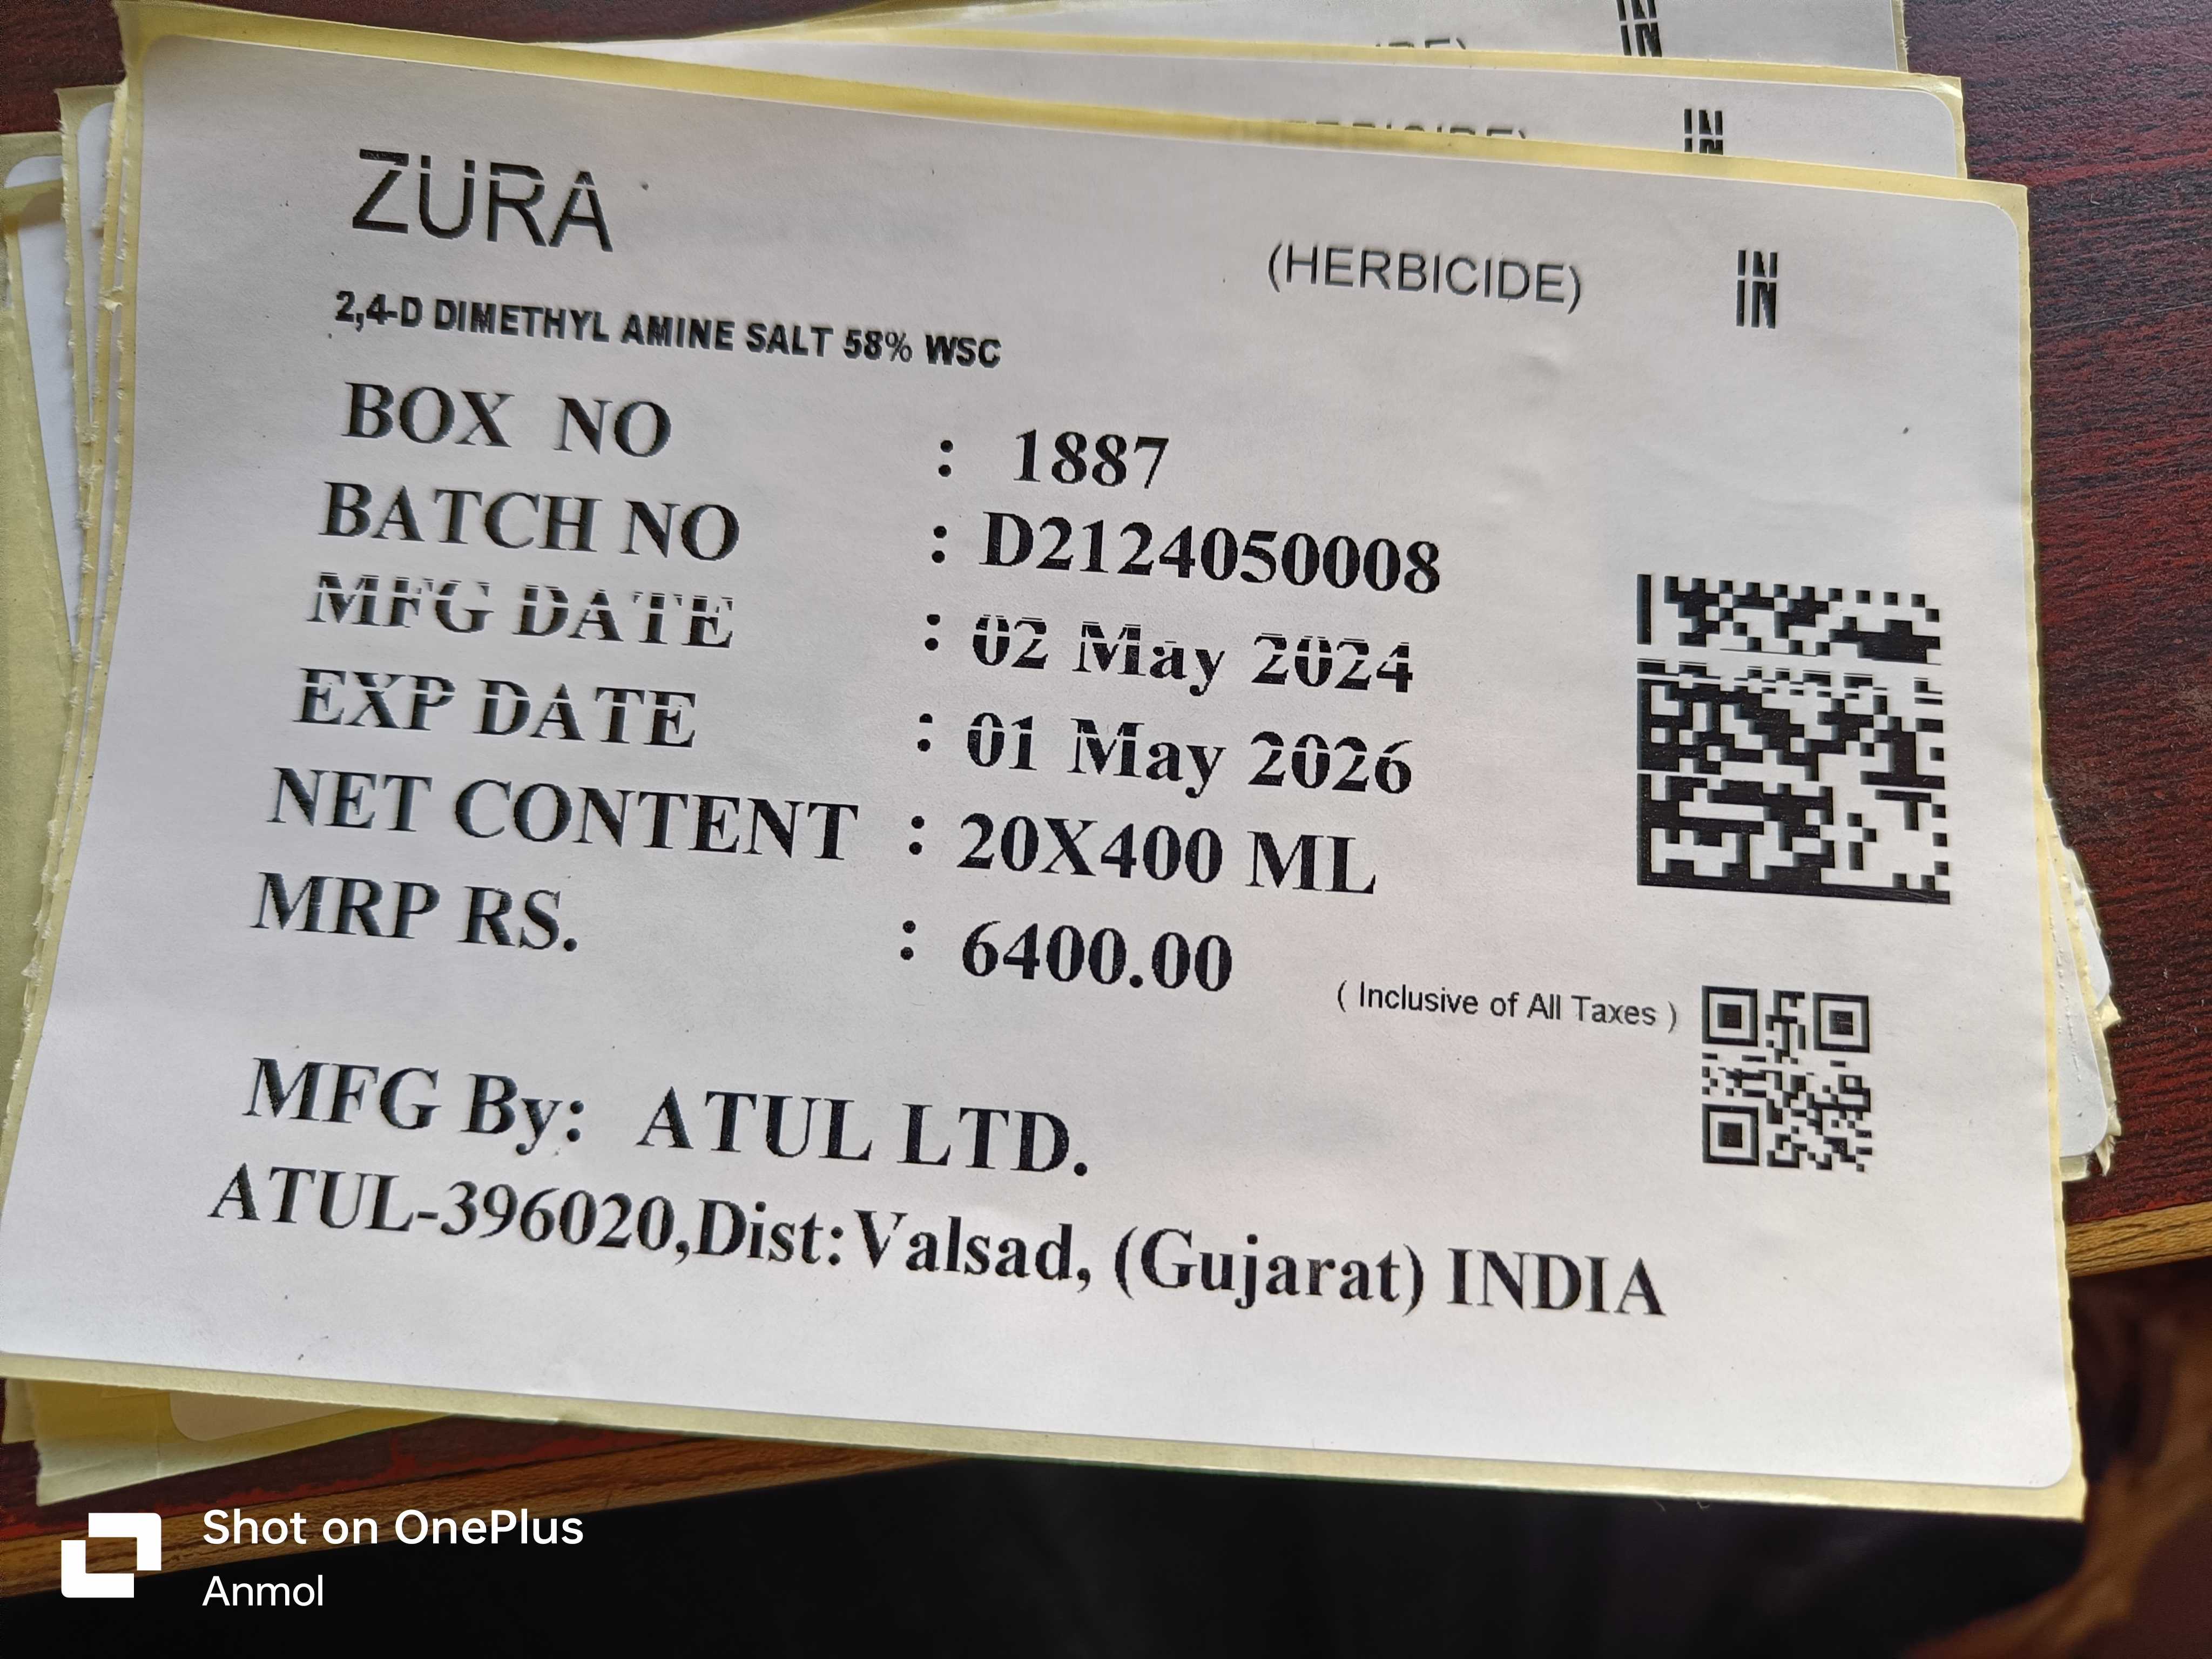 ZURA
(HERBICIDE)
2,4-D DIMETHYL AMINE SALT 58% WSC
BOX NO : 1887
BATCH NO : D2124050008
MFG DATE : 02 May 2024
EXP DATE : 01 May 2026
NET CONTENT : 20X400 ML
MRP RS. : 6400.00
( Inclusive of All Taxes )
MFG By: ATUL LTD.
ATUL-396020,Dist:Valsad, (Gujarat) INDIA
Shot on OnePlus
Anmol